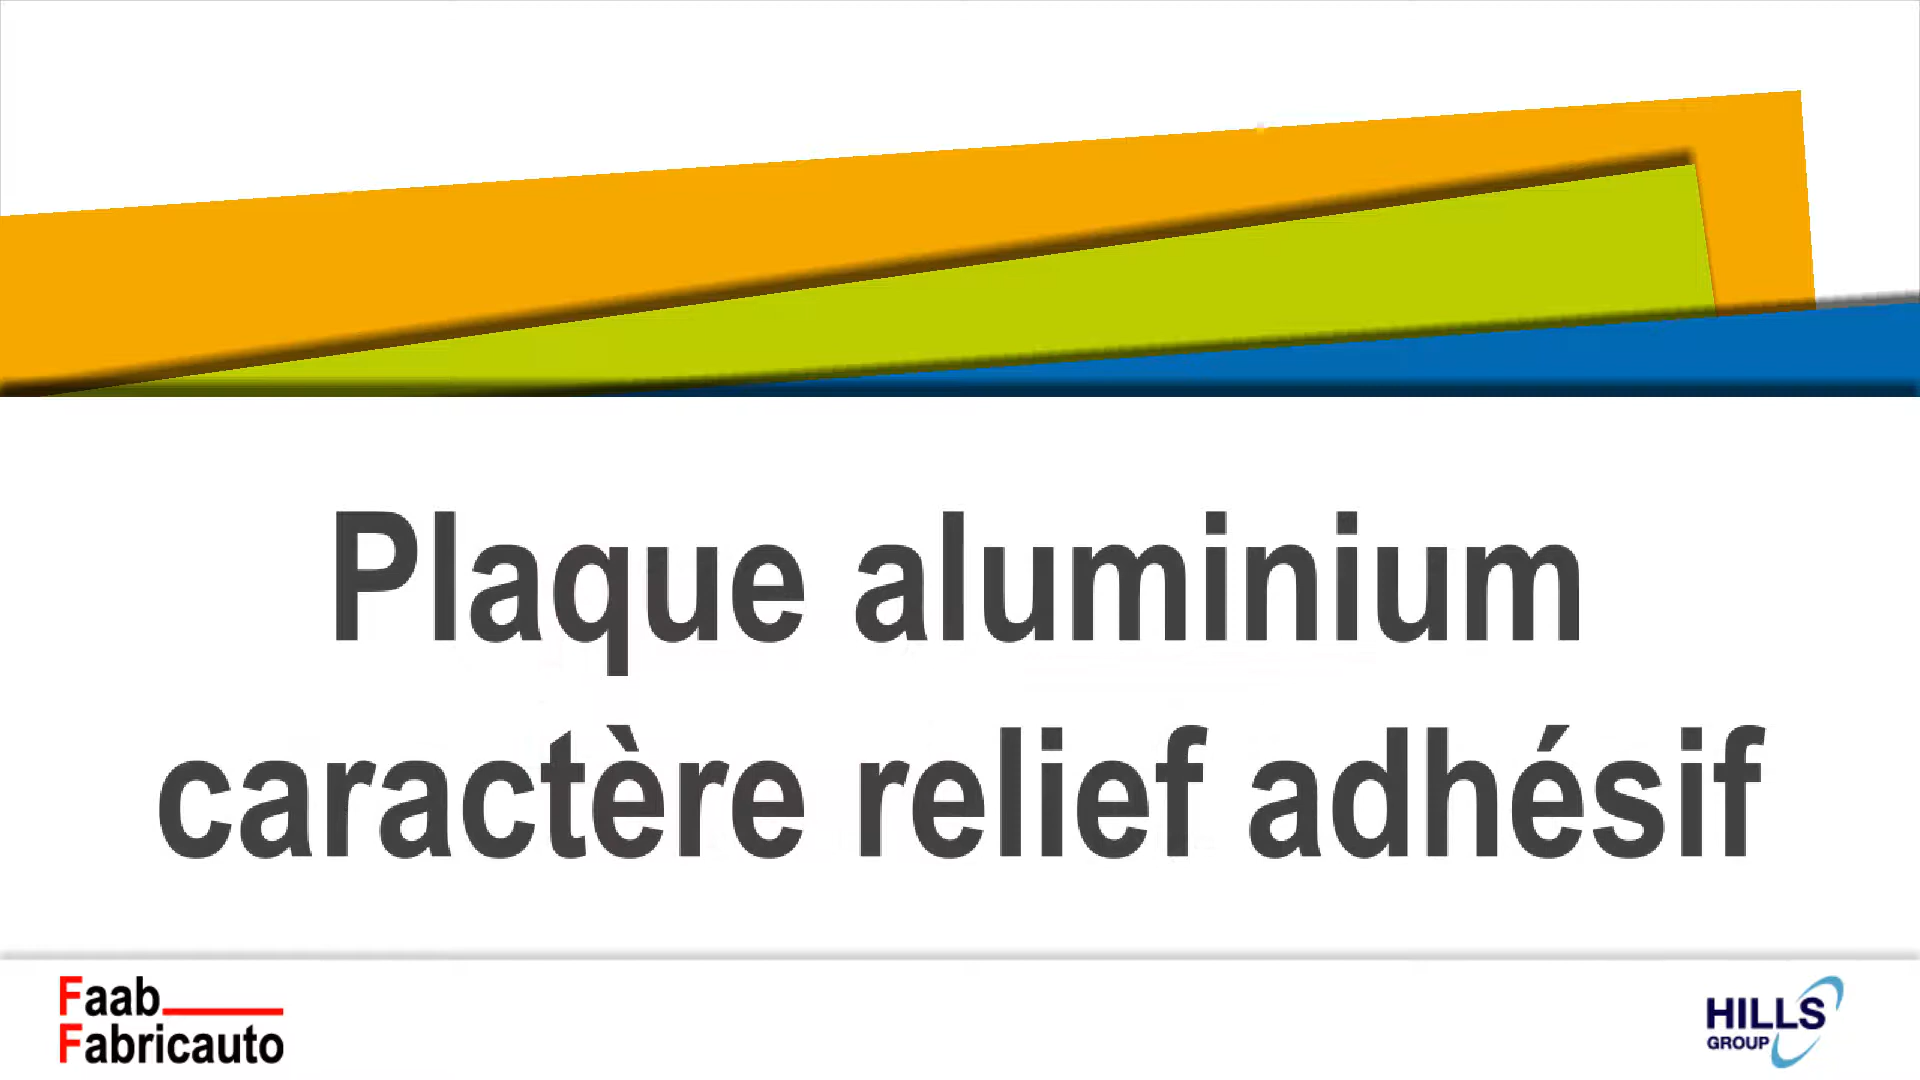 Plaque aluminium
caractère relief adhésif
Faab
Fabricauto
HILLS
GROUP